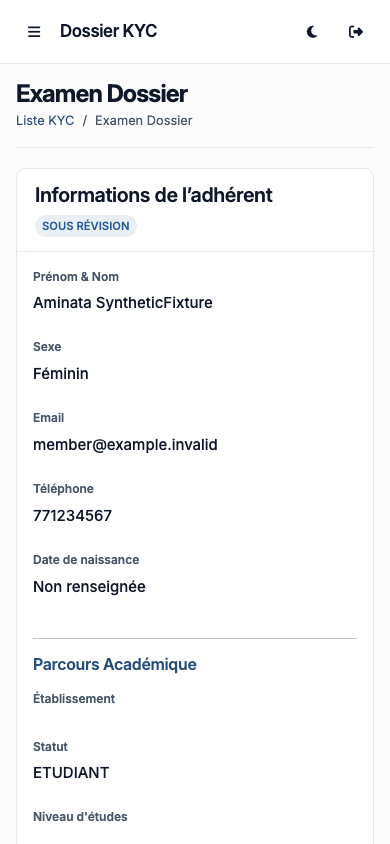 Dossier KYC
Examen Dossier
Liste KYC / Examen Dossier
Informations de l’adhérent
SOUS RÉVISION
Prénom & Nom
Aminata SyntheticFixture
Sexe
Féminin
Email
member@example.invalid
Téléphone
771234567
Date de naissance
Non renseignée
Parcours Académique
Établissement
Statut
ETUDIANT
Niveau d'études